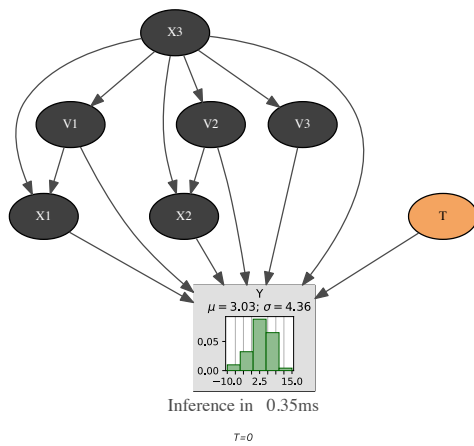 X3
V1
V2
V3
X1
X2
T
Y
μ = 3.03; σ = 4.36
0.05
0.00
−10.0 2.5 15.0
Inference in 0.35ms
T=0